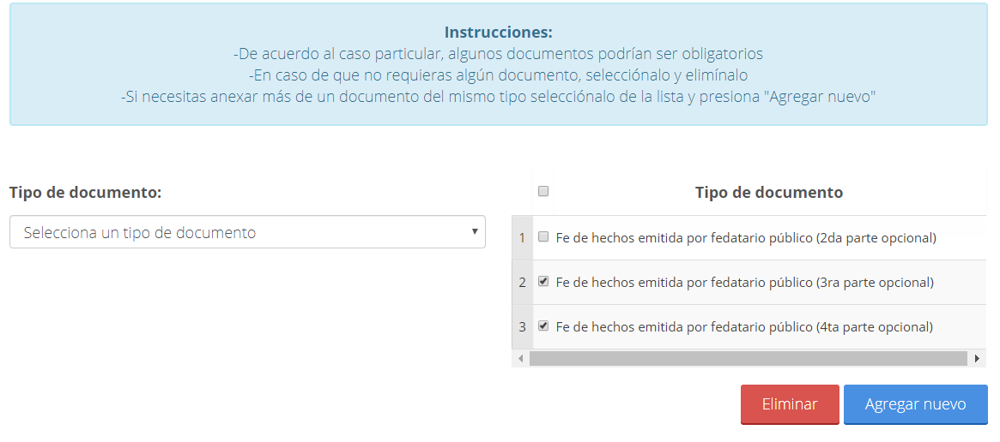 Instrucciones:
-De acuerdo al caso particular, algunos documentos podrían ser obligatorios
-En caso de que no requieras algún documento, selecciónalo y elimínalo
-Si necesitas anexar más de un documento del mismo tipo selecciónalo de la lista y presiona "Agregar nuevo"
Tipo de documento:
Selecciona un tipo de documento
Tipo de documento
1 Fe de hechos emitida por fedatario público (2da parte opcional)
2 Fe de hechos emitida por fedatario público (3ra parte opcional)
3 Fe de hechos emitida por fedatario público (4ta parte opcional)
Eliminar Agregar nuevo